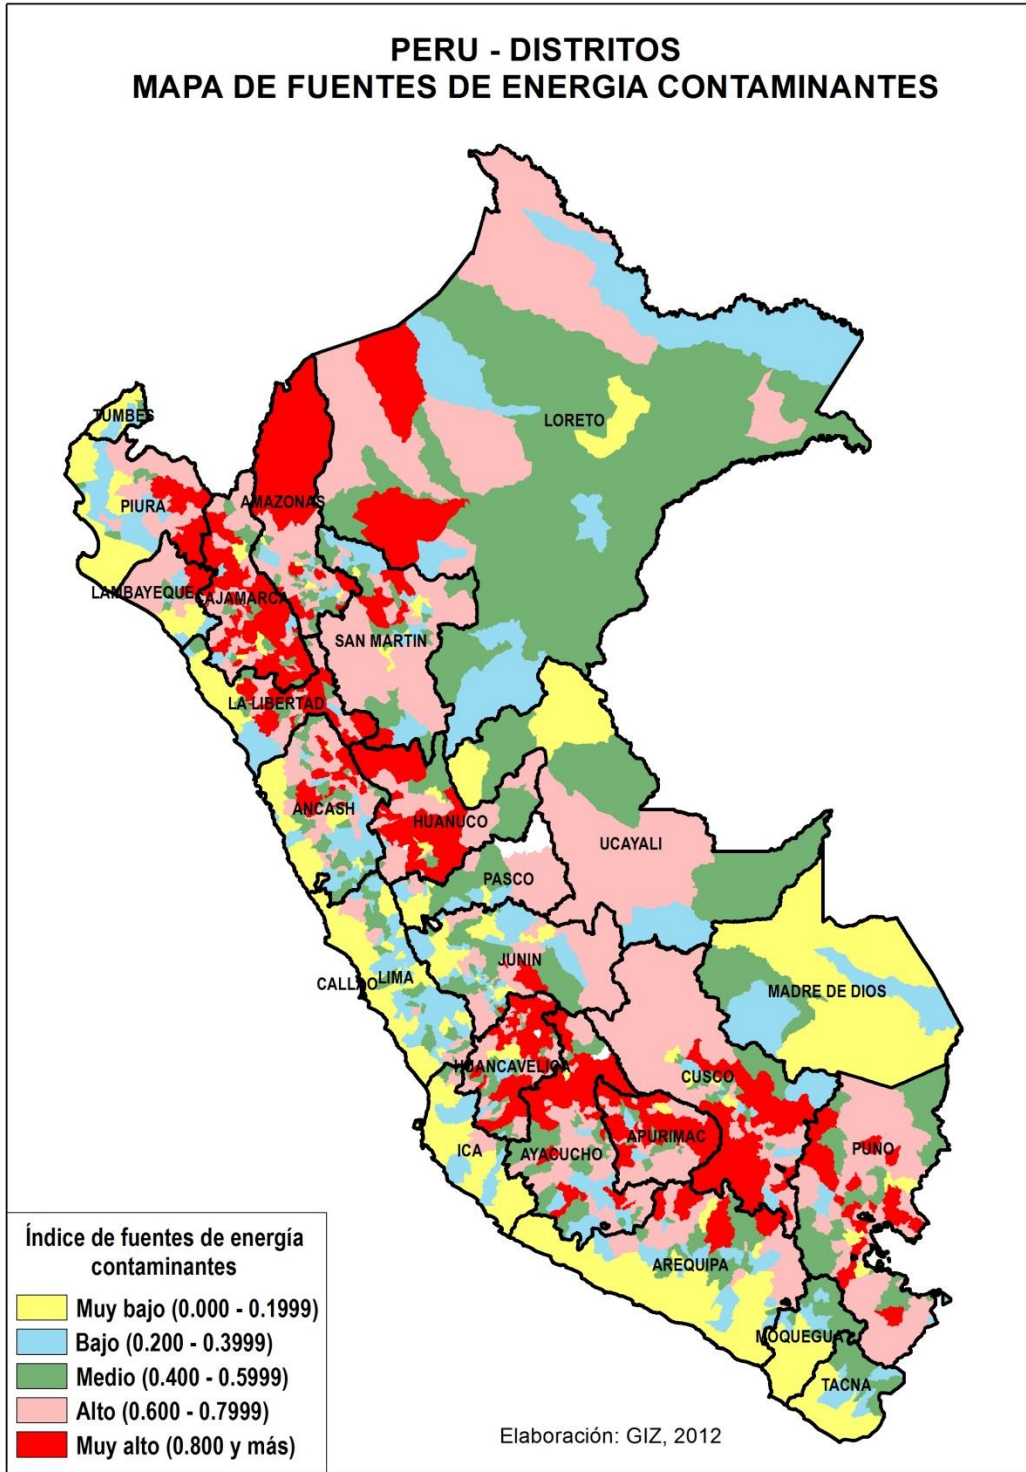 PERU - DISTRITOS
MAPA DE FUENTES DE ENERGIA CONTAMINANTES
TUMBES
LORETO
PIURA
AMAZONAS
LAMBAYEQUE
CAJAMARCA
SAN MARTIN
LA LIBERTAD
ANCASH
HUANUCO
UCAYALI
PASCO
JUNIN
CALLAO
LIMA
MADRE DE DIOS
HUANCAVELICA
CUSCO
ICA
AYACUCHO
APURIMAC
PUNO
AREQUIPA
MOQUEGUA
TACNA
Índice de fuentes de energía
contaminantes
Muy bajo (0.000 - 0.1999)
Bajo (0.200 - 0.3999)
Medio (0.400 - 0.5999)
Alto (0.600 - 0.7999)
Muy alto (0.800 y más)
Elaboración: GIZ, 2012